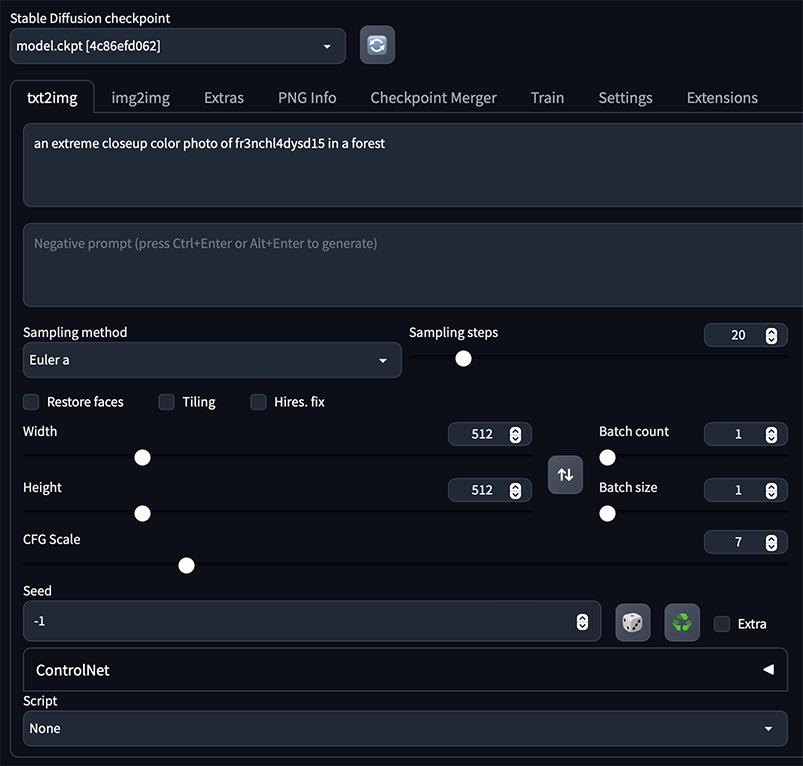 Stable Diffusion checkpoint
model.ckpt [4c86efd062]
txt2img img2img Extras PNG Info Checkpoint Merger Train Settings Extensions
an extreme closeup color photo of fr3nchl4dysd15 in a forest
Negative prompt (press Ctrl+Enter or Alt+Enter to generate)
Sampling method
Euler a
Sampling steps
20
Restore faces Tiling Hires. fix
Width
512
Height
512
Batch count
1
Batch size
1
CFG Scale
7
Seed
-1
Extra
ControlNet
Script
None